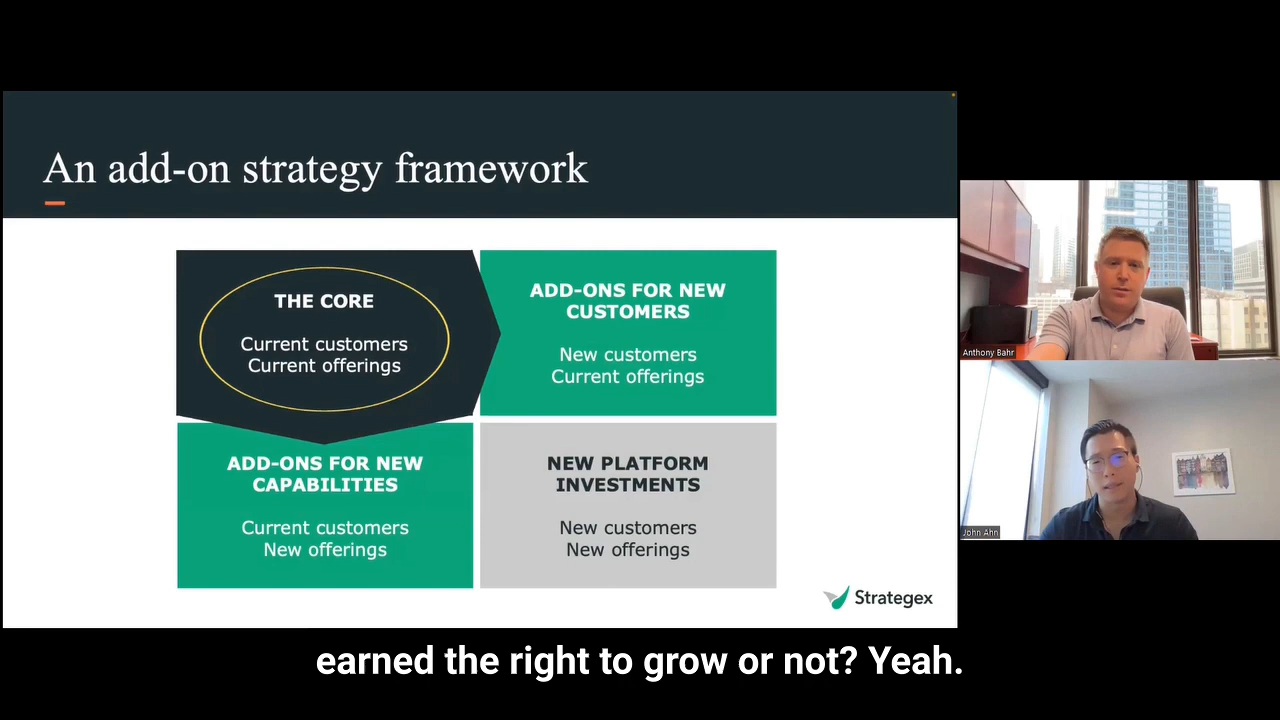 An add-on strategy framework
THE CORE
Current customers
Current offerings
ADD-ONS FOR NEW
CUSTOMERS
New customers
Current offerings
ADD-ONS FOR NEW
CAPABILITIES
Current customers
New offerings
NEW PLATFORM
INVESTMENTS
New customers
New offerings
Strategex
Anthony Bahr
John Ahn
earned the right to grow or not? Yeah.